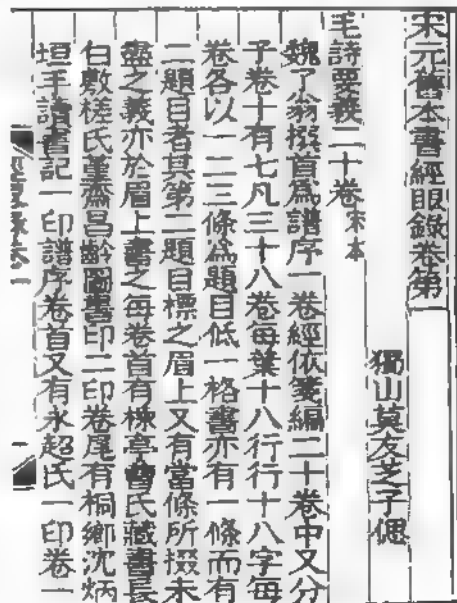 宋元舊本書經眼錄卷第一
獨山莫友芝子偲
毛詩要義二十卷宋本
魏了翁撰首爲譜序一卷經依箋編二十卷中又分
子卷十有七凡三十八卷每葉十八行行十八字每
卷各以一二三條爲題目低一格書亦有一條而有
二題目者其第二題目標之眉上又有當條所掇未
盡之義亦於眉上書之每卷首有楝亭曹氏藏書長
白敷槎氏堇齋昌齡圖書印二印卷尾有桐鄉沈炳
垣手讀書記一印譜序卷首又有永超氏一印卷一